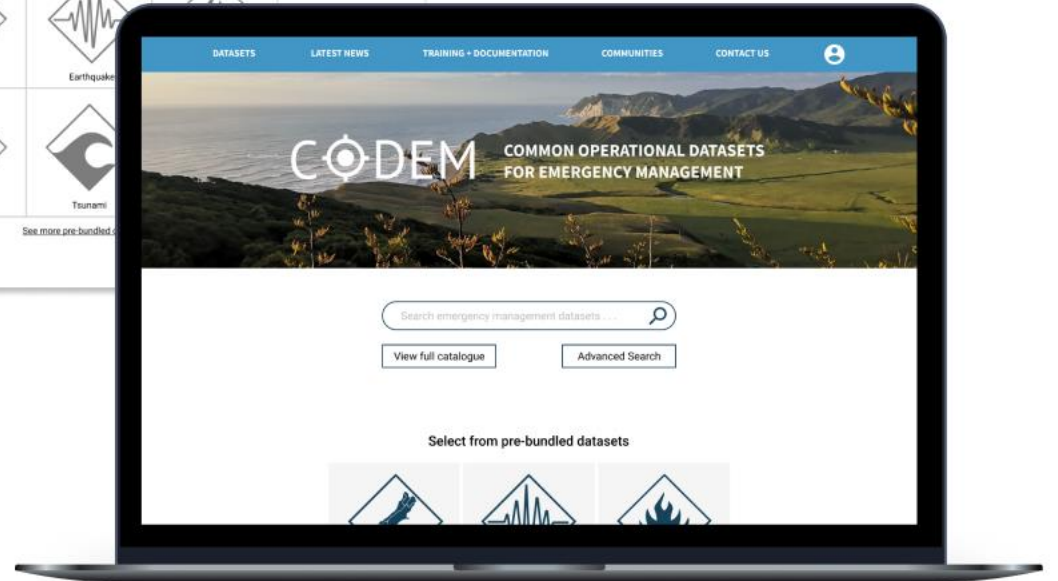 Earthquake
Tsunami
See more pre-bundled
DATASETS LATEST NEWS TRAINING + DOCUMENTATION COMMUNITIES CONTACT US
CODEM
COMMON OPERATIONAL DATASETS
FOR EMERGENCY MANAGEMENT
Search emergency management datasets . . .
View full catalogue Advanced Search
Select from pre-bundled datasets